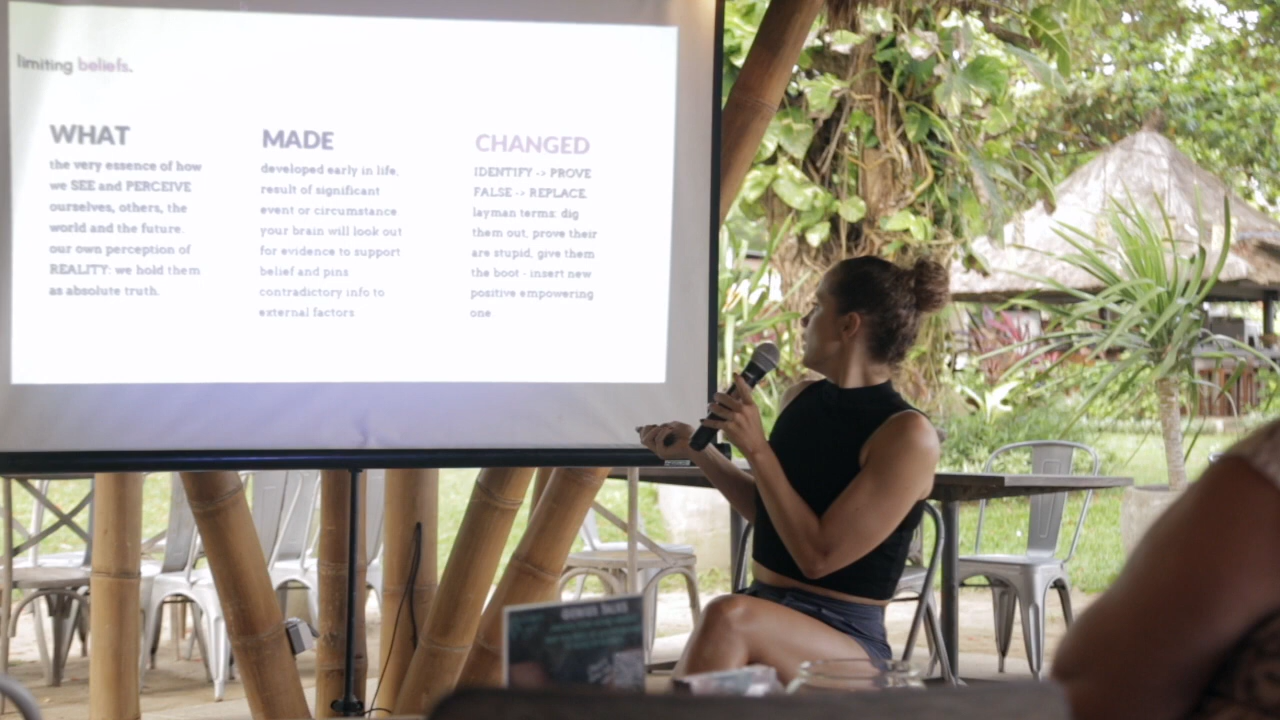 limiting beliefs.
WHAT
the very essence of how
we SEE and PERCEIVE
ourselves, others, the
world and the future.
our own perception of
REALITY: we hold them
as absolute truth.
MADE
developed early in life,
result of significant
event or circumstance
your brain will look out
for evidence to support
belief and pins
contradictory info to
external factors
CHANGED
IDENTIFY -> PROVE
FALSE -> REPLACE
layman terms: dig
them out, prove their
are stupid, give them
the boot - insert new
positive empowering
one